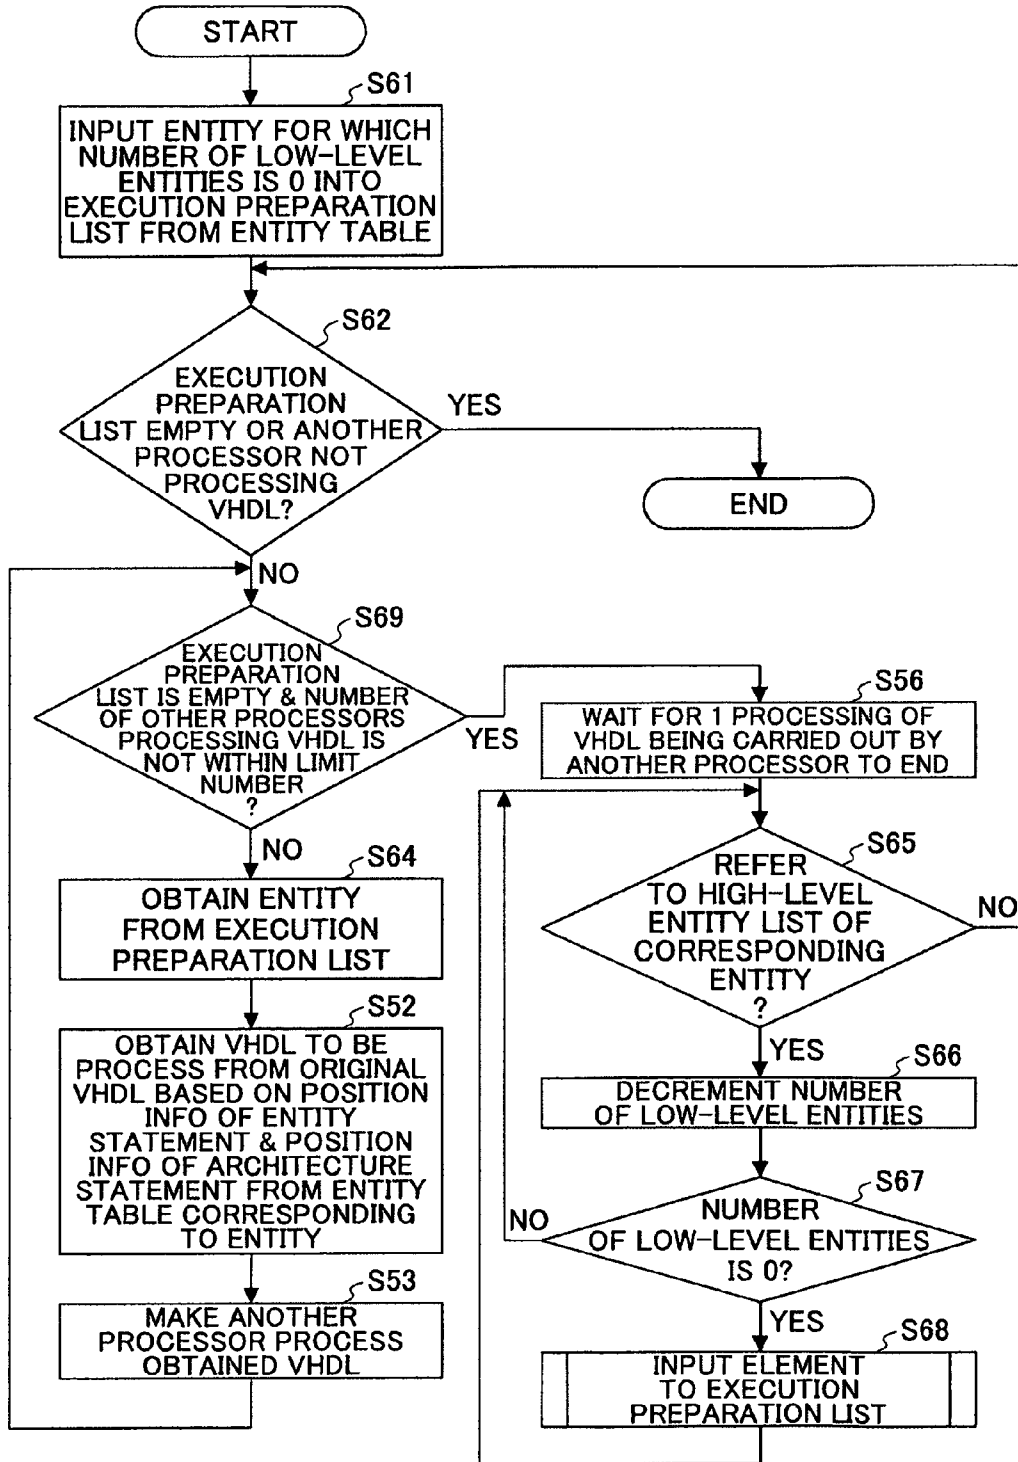 START
S61
INPUT ENTITY FOR WHICH
NUMBER OF LOW-LEVEL
ENTITIES IS 0 INTO
EXECUTION PREPARATION
LIST FROM ENTITY TABLE
S62
EXECUTION
PREPARATION
LIST EMPTY OR ANOTHER
PROCESSOR NOT
PROCESSING
VHDL?
YES
END
NO
S69
EXECUTION
PREPARATION
LIST IS EMPTY & NUMBER
OF OTHER PROCESSORS
PROCESSING VHDL IS
NOT WITHIN LIMIT
NUMBER
?
YES
NO
S64
OBTAIN ENTITY
FROM EXECUTION
PREPARATION LIST
S52
OBTAIN VHDL TO BE
PROCESS FROM ORIGINAL
VHDL BASED ON POSITION
INFO OF ENTITY
STATEMENT & POSITION
INFO OF ARCHITECTURE
STATEMENT FROM ENTITY
TABLE CORRESPONDING
TO ENTITY
S53
MAKE ANOTHER
PROCESSOR PROCESS
OBTAINED VHDL
S56
WAIT FOR 1 PROCESSING OF
VHDL BEING CARRIED OUT BY
ANOTHER PROCESSOR TO END
S65
REFER
TO HIGH-LEVEL
ENTITY LIST OF
CORRESPONDING
ENTITY
?
NO
YES
S66
DECREMENT NUMBER
OF LOW-LEVEL ENTITIES
S67
NUMBER
OF LOW-LEVEL ENTITIES
IS 0?
NO
YES
S68
INPUT ELEMENT
TO EXECUTION
PREPARATION LIST